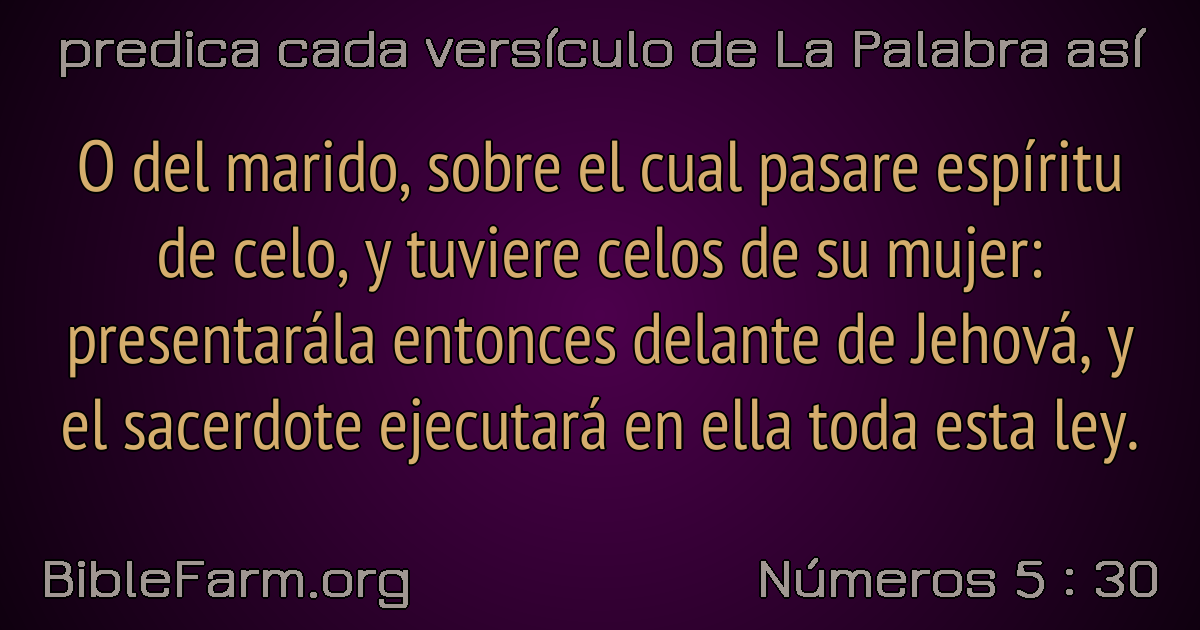 predica cada versículo de La Palabra así
O del marido, sobre el cual pasare espíritu
de celo, y tuviere celos de su mujer:
presentarála entonces delante de Jehová, y
el sacerdote ejecutará en ella toda esta ley.
BibleFarm.org
Números 5 : 30